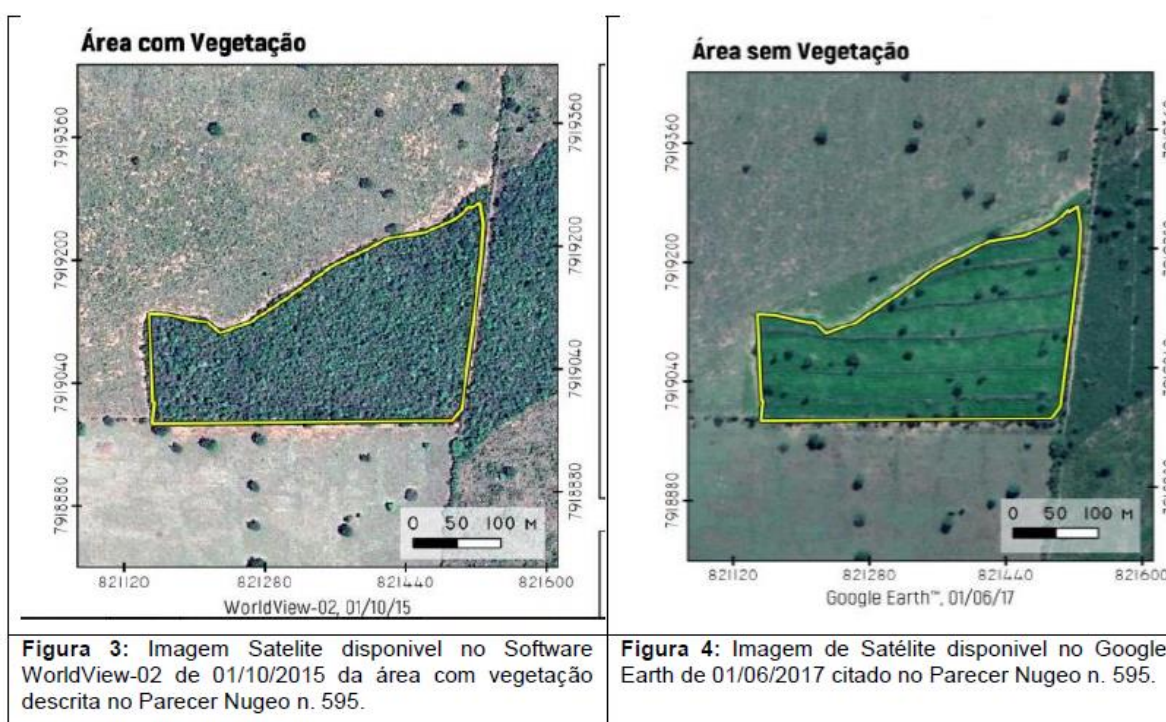 Área com Vegetação
7919360
7919200
7919040
7918880
7919360
7919200
7919040
7918880
0 50 100 M
821120 821280 821440 821600
WorldView-02, 01/10/15
Figura 3: Imagem Satelite disponivel no Software
WorldView-02 de 01/10/2015 da área com vegetação
descrita no Parecer Nugeo n. 595.
Área sem Vegetação
7919360
7919200
7919040
7918880
0 50 100 M
821120 821280 821440 821600
Google Earth™, 01/06/17
Figura 4: Imagem de Satélite disponivel no Google
Earth de 01/06/2017 citado no Parecer Nugeo n. 595.